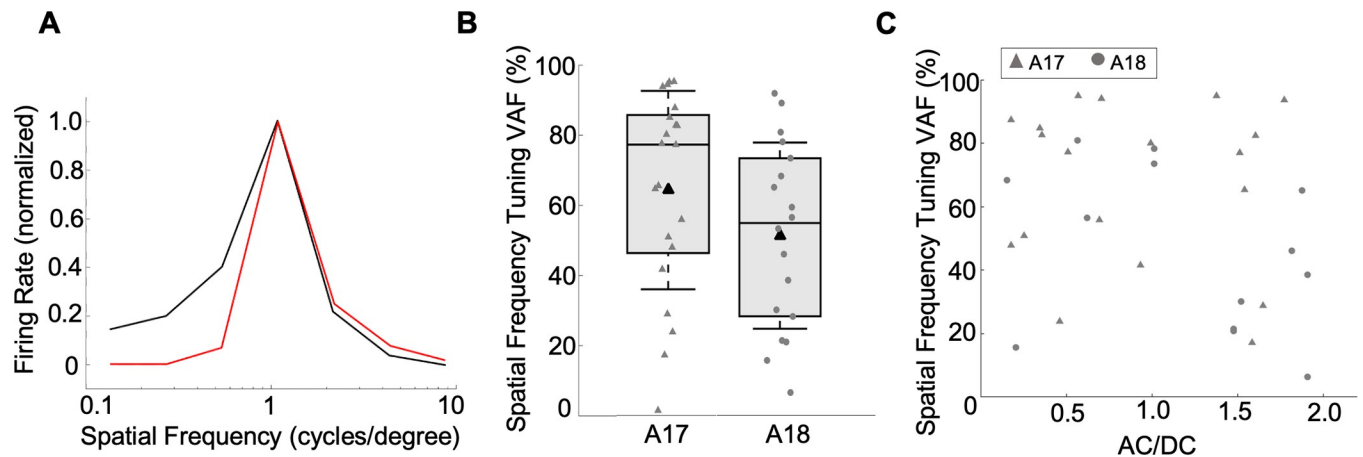 A
Firing Rate (normalized)
1.0
0.8
0.6
0.4
0.2
0
0.1
1
10
Spatial Frequency (cycles/degree)
B
Spatial Frequency Tuning VAF (%)
100
80
60
40
20
0
A17
A18
C
A17
A18
Spatial Frequency Tuning VAF (%)
100
80
60
40
20
0
0.5
1.0
1.5
2.0
AC/DC